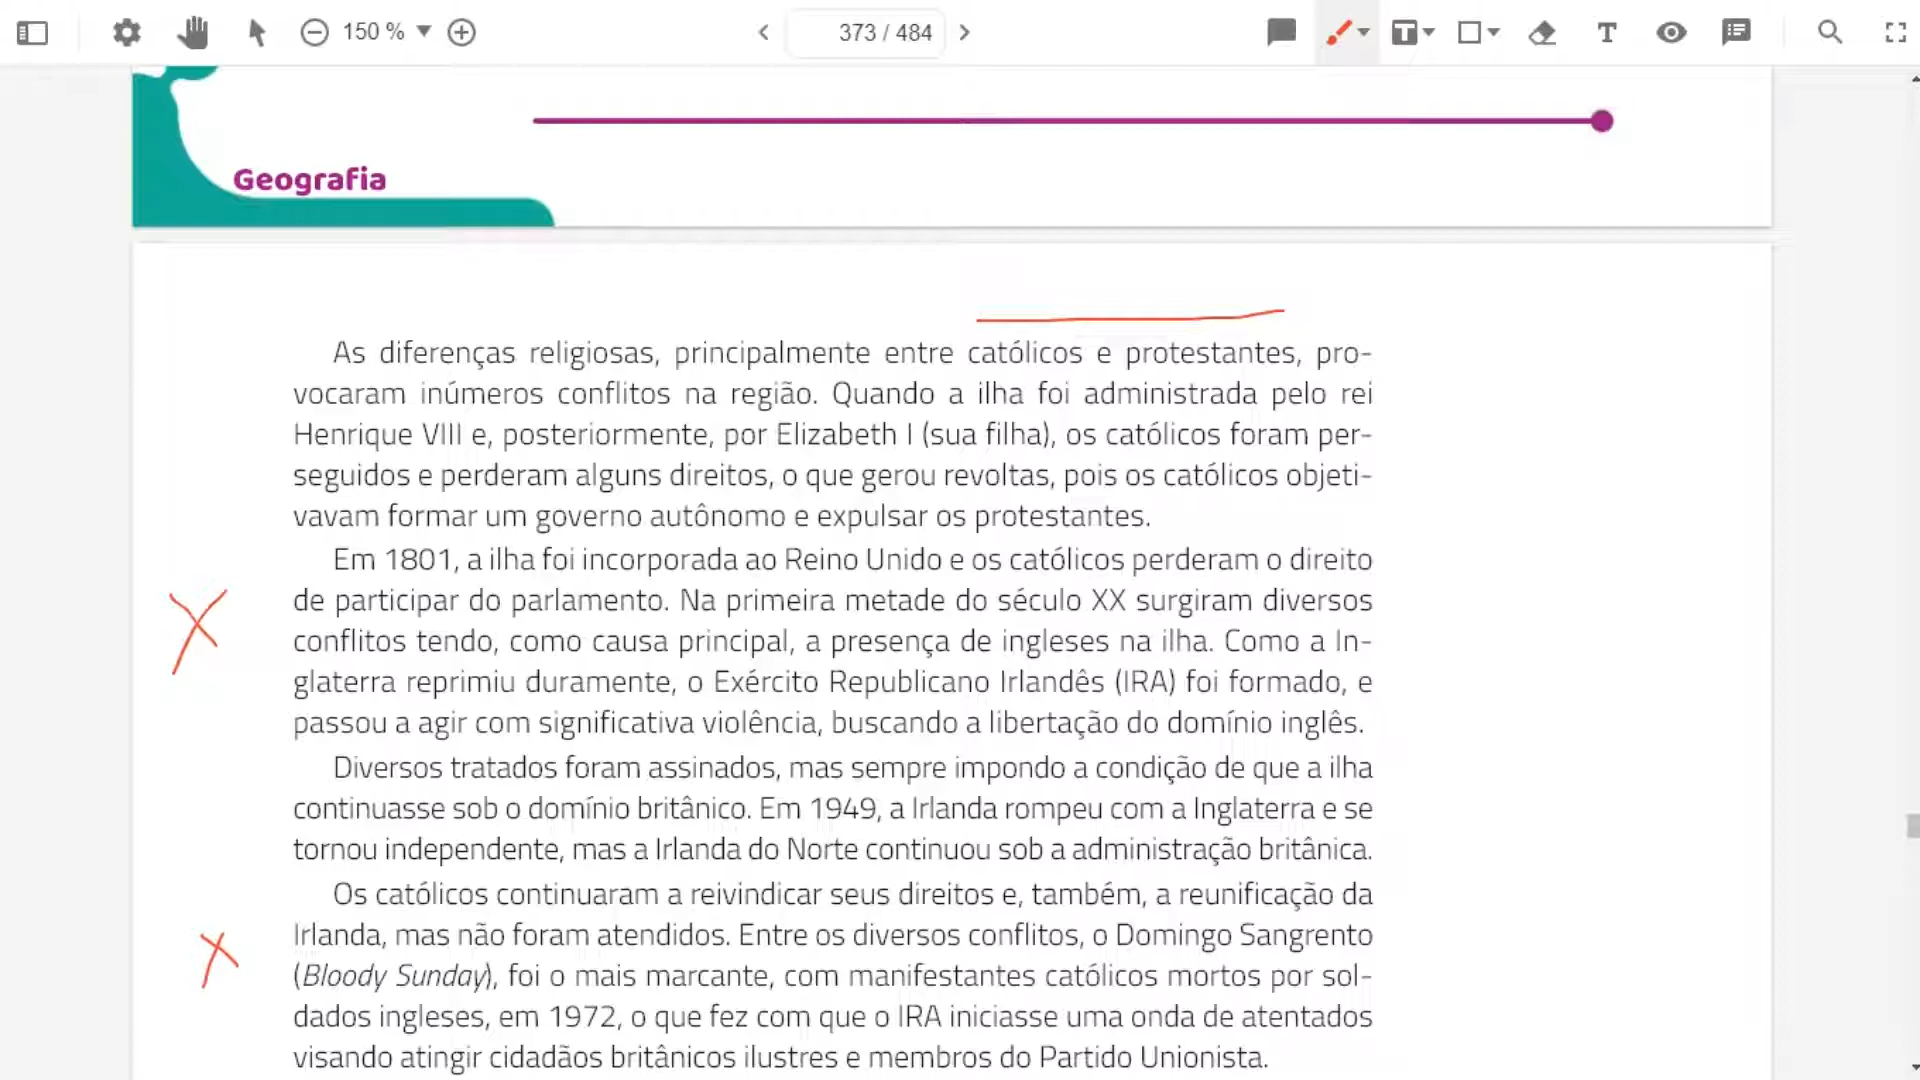 150 %
373 / 484
Geografia
As diferenças religiosas, principalmente entre católicos e protestantes, pro-
vocaram inúmeros conflitos na região. Quando a ilha foi administrada pelo rei
Henrique VIII e, posteriormente, por Elizabeth I (sua filha), os católicos foram per-
seguidos e perderam alguns direitos, o que gerou revoltas, pois os católicos objeti-
vavam formar um governo autônomo e expulsar os protestantes.
Em 1801, a ilha foi incorporada ao Reino Unido e os católicos perderam o direito
de participar do parlamento. Na primeira metade do século XX surgiram diversos
conflitos tendo, como causa principal, a presença de ingleses na ilha. Como a In-
glaterra reprimiu duramente, o Exército Republicano Irlandês (IRA) foi formado, e
passou a agir com significativa violência, buscando a libertação do domínio inglês.
Diversos tratados foram assinados, mas sempre impondo a condição de que a ilha
continuasse sob o domínio britânico. Em 1949, a Irlanda rompeu com a Inglaterra e se
tornou independente, mas a Irlanda do Norte continuou sob a administração britânica.
Os católicos continuaram a reivindicar seus direitos e, também, a reunificação da
Irlanda, mas não foram atendidos. Entre os diversos conflitos, o Domingo Sangrento
(Bloody Sunday), foi o mais marcante, com manifestantes católicos mortos por sol-
dados ingleses, em 1972, o que fez com que o IRA iniciasse uma onda de atentados
visando atingir cidadãos britânicos ilustres e membros do Partido Unionista.